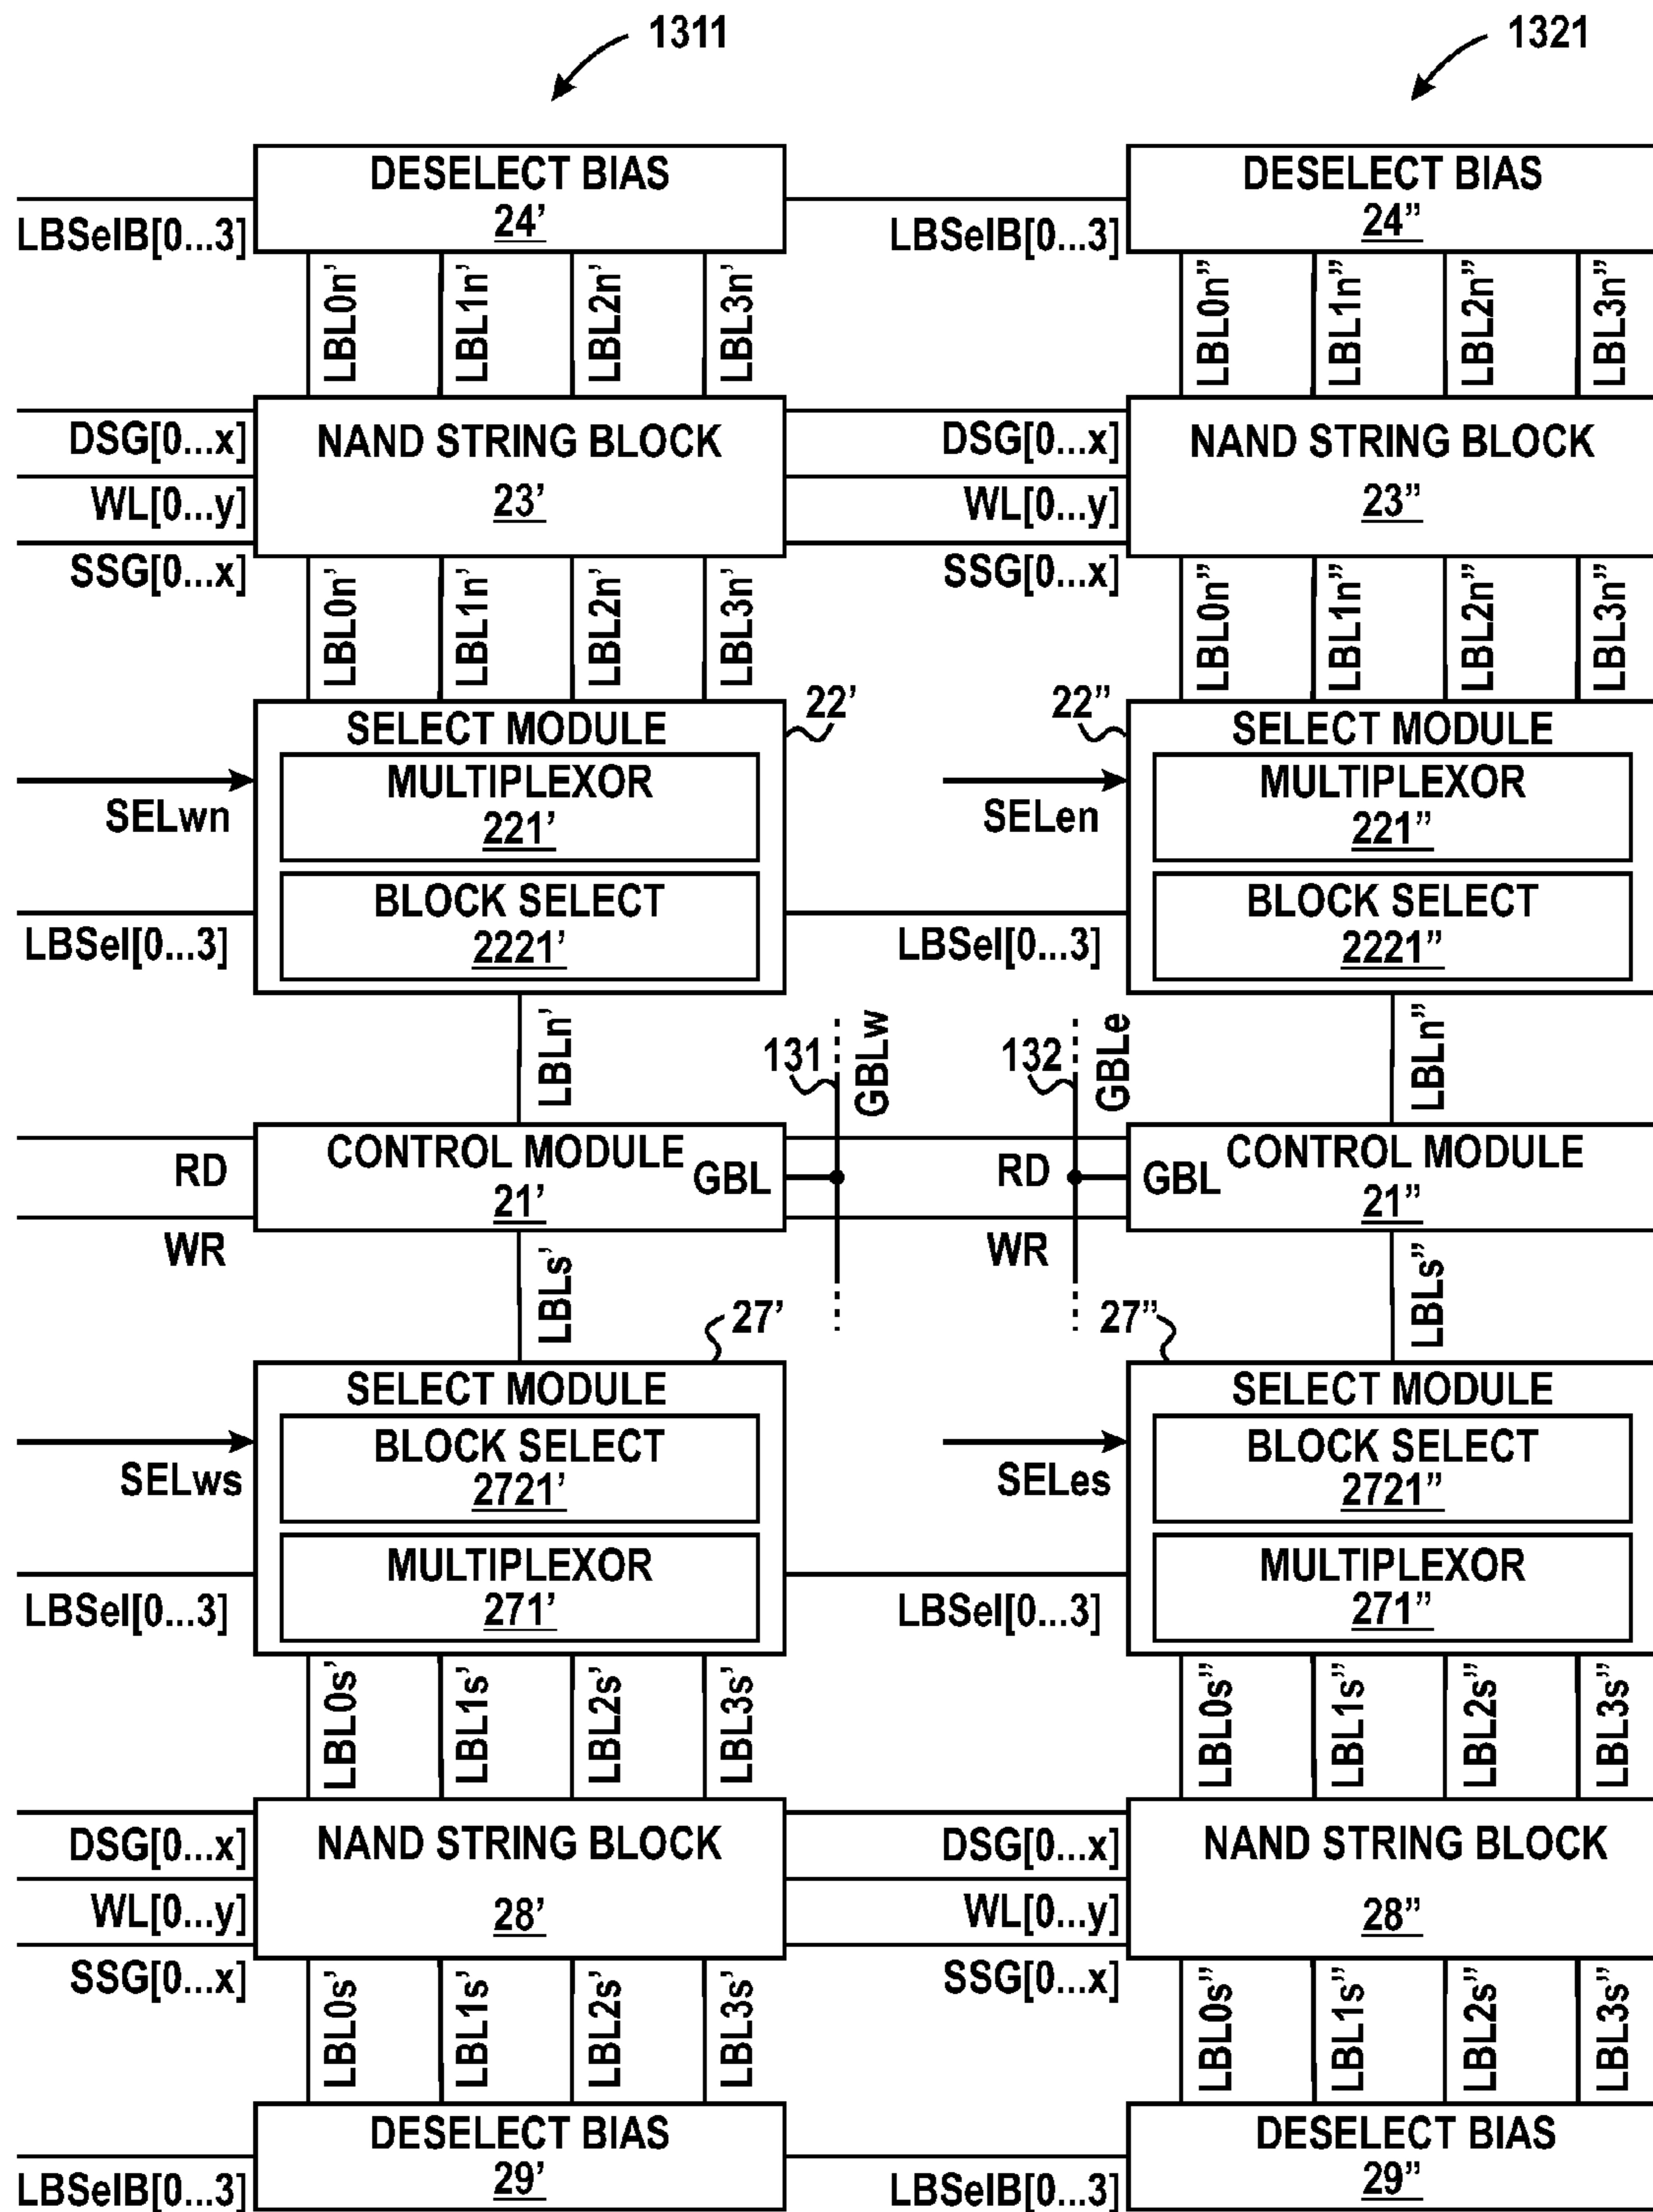 1311
1321
DESELECT BIAS
24’
DESELECT BIAS
24”
LBSelB[0...3]
LBSelB[0...3]
LBL0n’
LBL1n’
LBL2n’
LBL3n’
LBL0n”
LBL1n”
LBL2n”
LBL3n”
DSG[0...x]
WL[0...y]
SSG[0...x]
NAND STRING BLOCK
23’
DSG[0...x]
WL[0...y]
SSG[0...x]
NAND STRING BLOCK
23”
LBL0n’
LBL1n’
LBL2n’
LBL3n’
LBL0n”
LBL1n”
LBL2n”
LBL3n”
22’
22”
SELECT MODULE
MULTIPLEXOR
221’
BLOCK SELECT
2221’
SELwn
LBSel[0...3]
SELECT MODULE
MULTIPLEXOR
221”
BLOCK SELECT
2221”
SELen
LBSel[0...3]
LBLn’
131
GBLw
132
GBLe
LBLn”
RD
WR
CONTROL MODULE
21’
GBL
RD
WR
GBL
CONTROL MODULE
21”
LBLs’
LBLs”
27’
27”
SELECT MODULE
BLOCK SELECT
2721’
MULTIPLEXOR
271’
SELws
LBSel[0...3]
SELECT MODULE
BLOCK SELECT
2721”
MULTIPLEXOR
271”
SELes
LBSel[0...3]
LBL0s’
LBL1s’
LBL2s’
LBL3s’
LBL0s”
LBL1s”
LBL2s”
LBL3s”
DSG[0...x]
WL[0...y]
SSG[0...x]
NAND STRING BLOCK
28’
DSG[0...x]
WL[0...y]
SSG[0...x]
NAND STRING BLOCK
28”
LBL0s’
LBL1s’
LBL2s’
LBL3s’
LBL0s”
LBL1s”
LBL2s”
LBL3s”
DESELECT BIAS
29’
DESELECT BIAS
29”
LBSelB[0...3]
LBSelB[0...3]